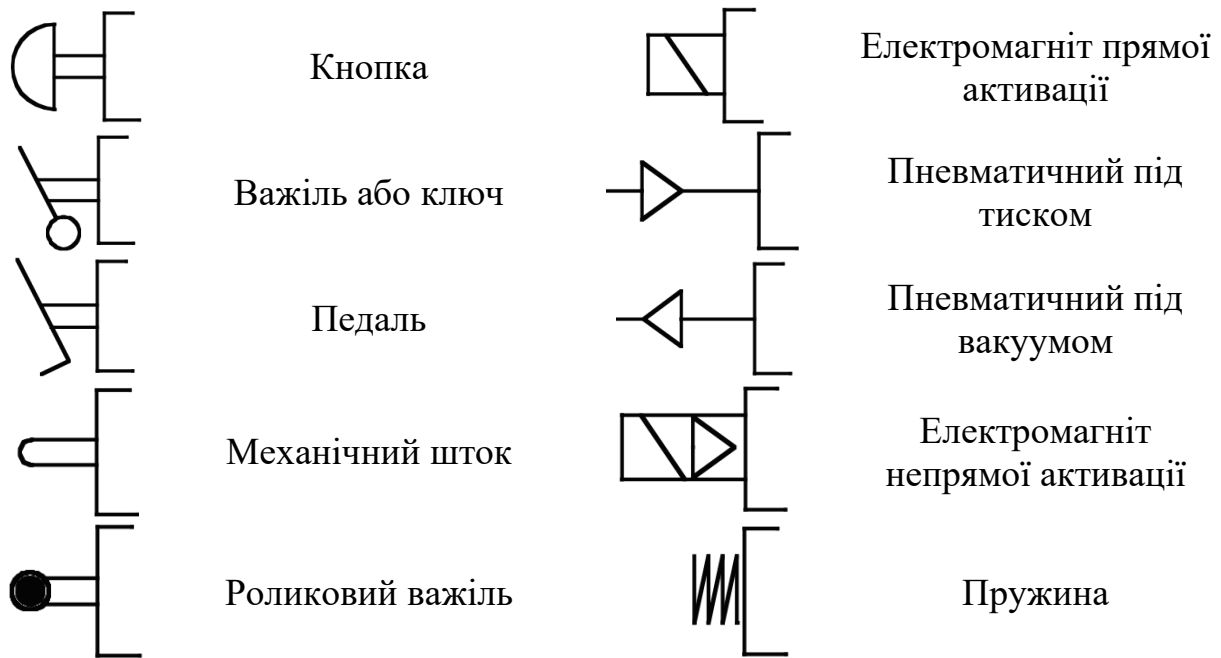 Кнопка
Електромагніт прямої
активації
Важіль або ключ
Пневматичний під
тиском
Педаль
Пневматичний під
вакуумом
Механічний шток
Електромагніт
непрямої активації
Роликовий важіль
Пружина